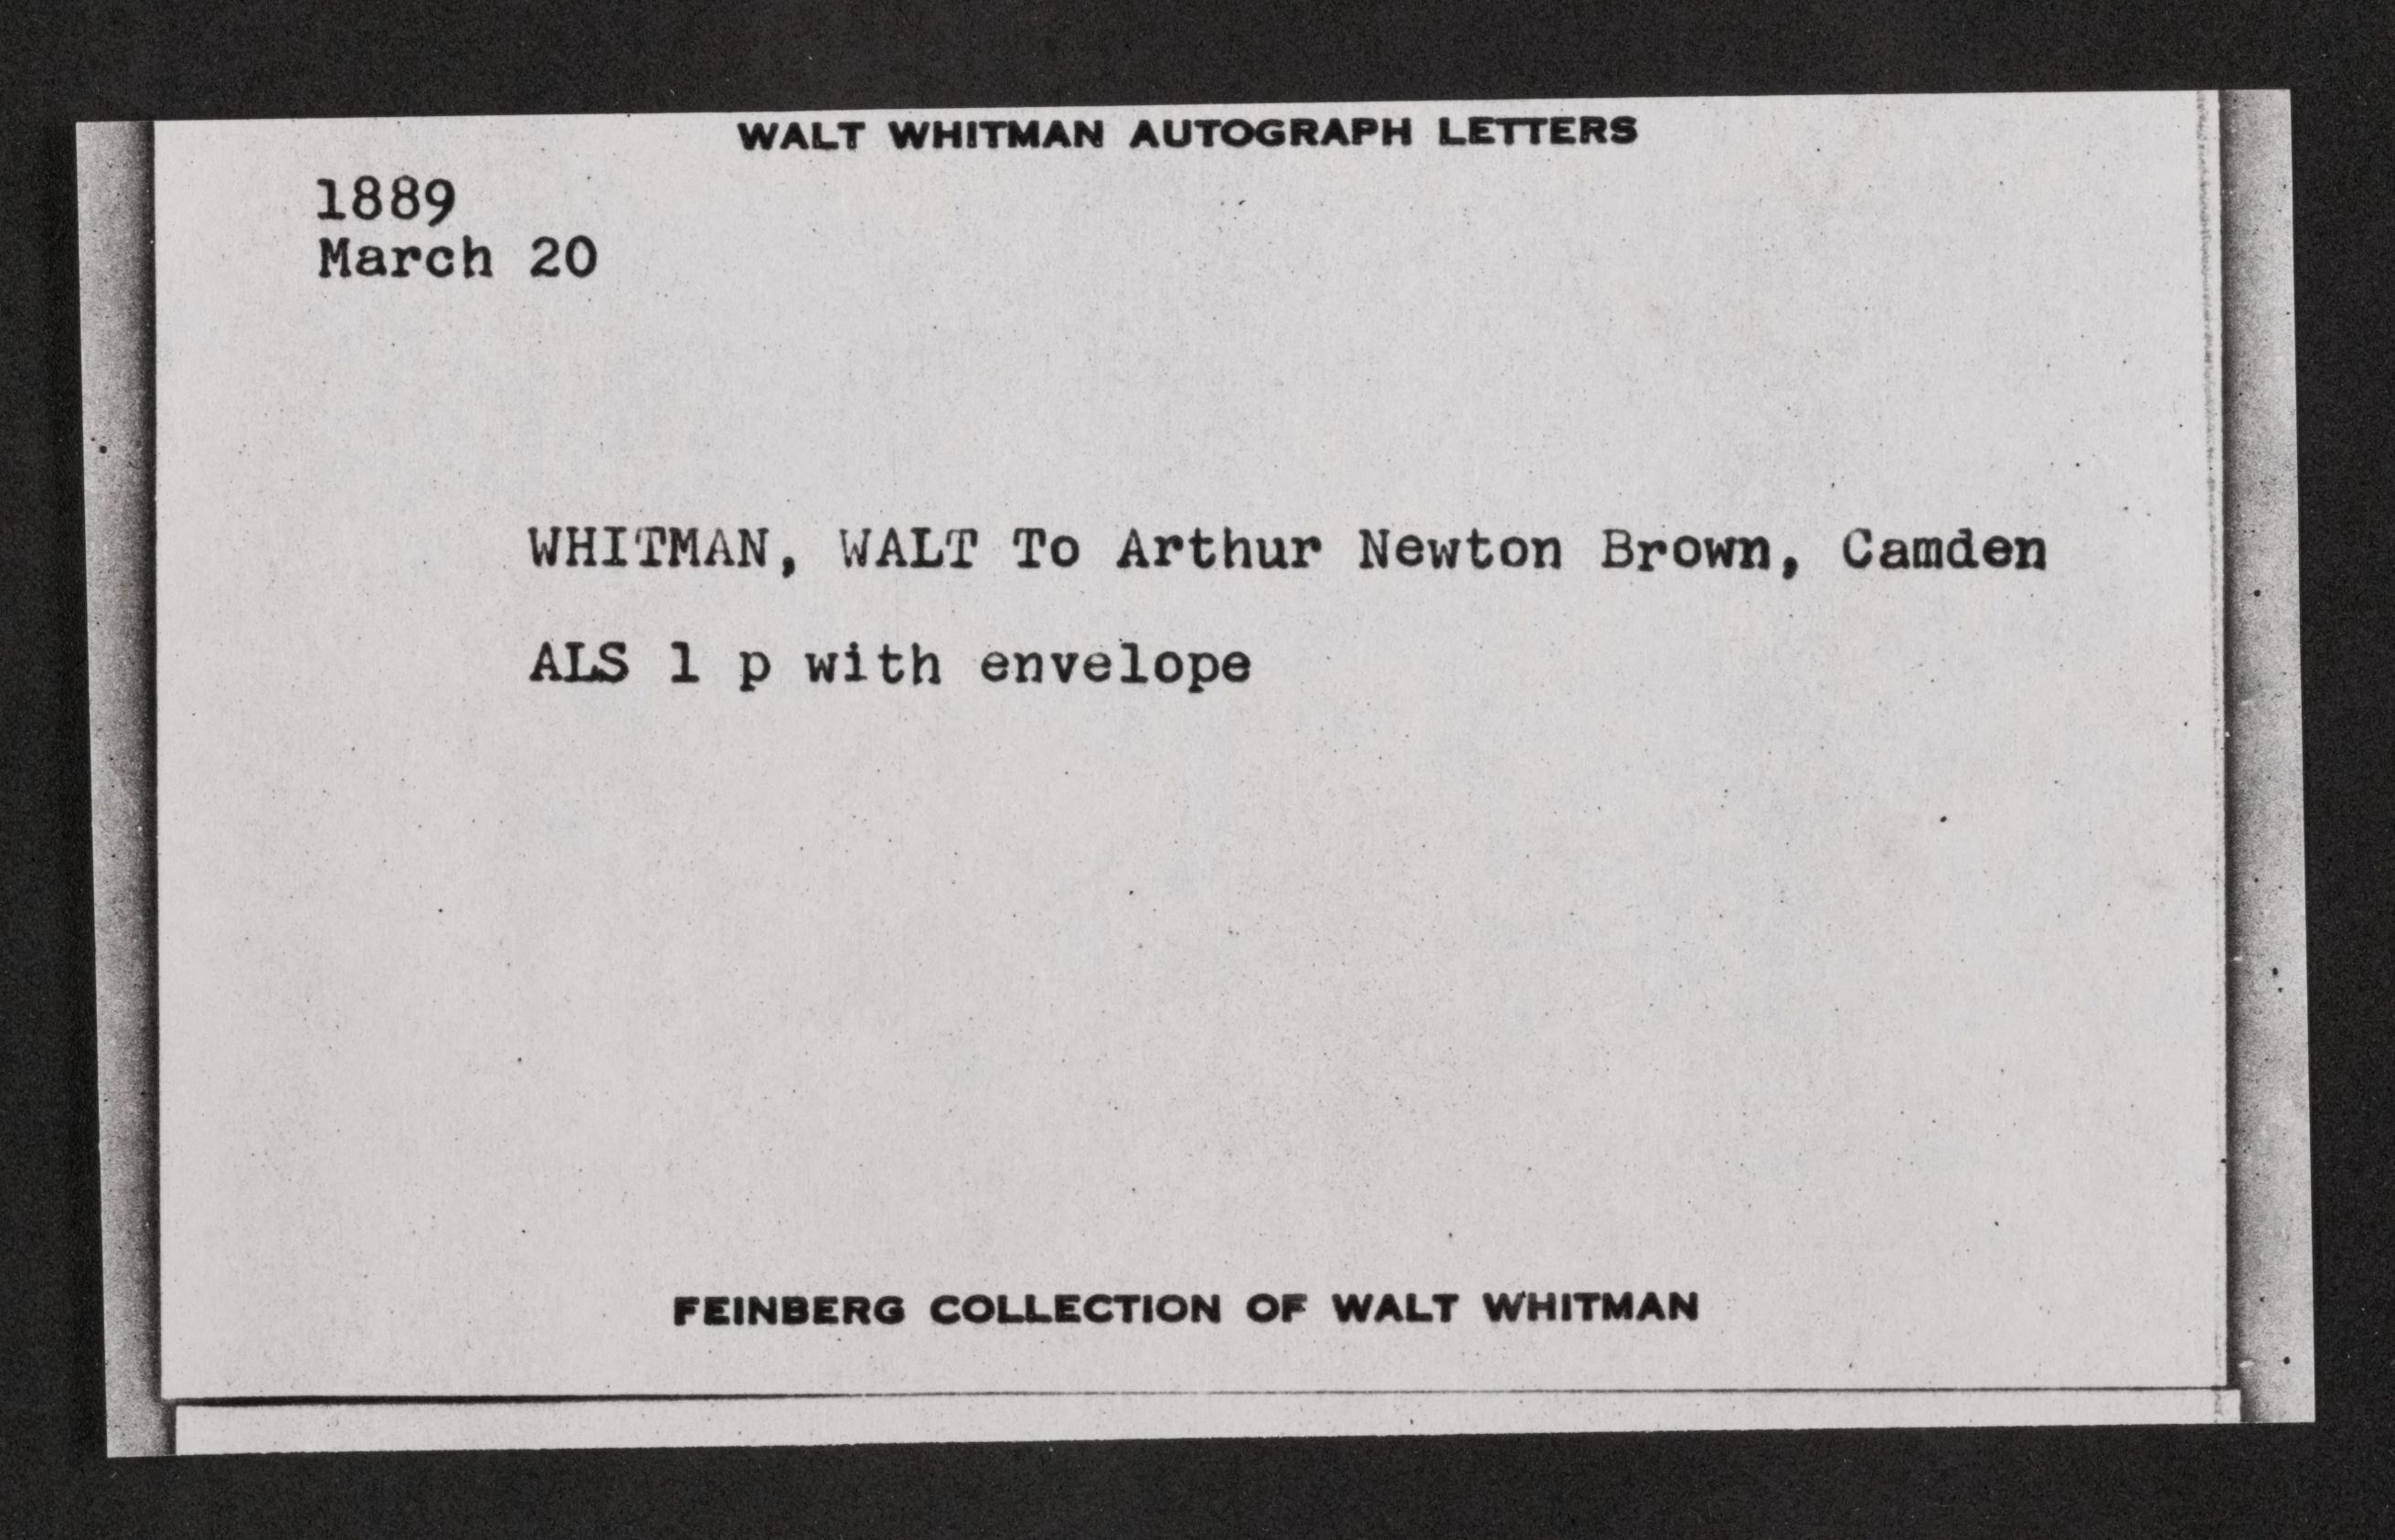 WALT WHITMAN AUTOGRAPH LETTERS
1889
March 20
WHITMAN, WALT To Arthur Newton Brown, Camden
ALS 1 p with envelope
FEINBERG COLLECTION OF WALT WHITMAN